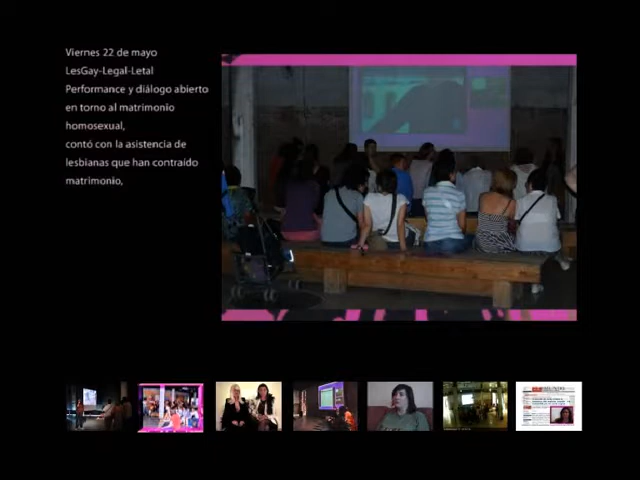 Viernes 22 de mayo
LesGay-Legal-Letal
Performance y diálogo abierto
en torno al matrimonio
homosexual,
contó con la asistencia de
lesbianas que han contraído
matrimonio,